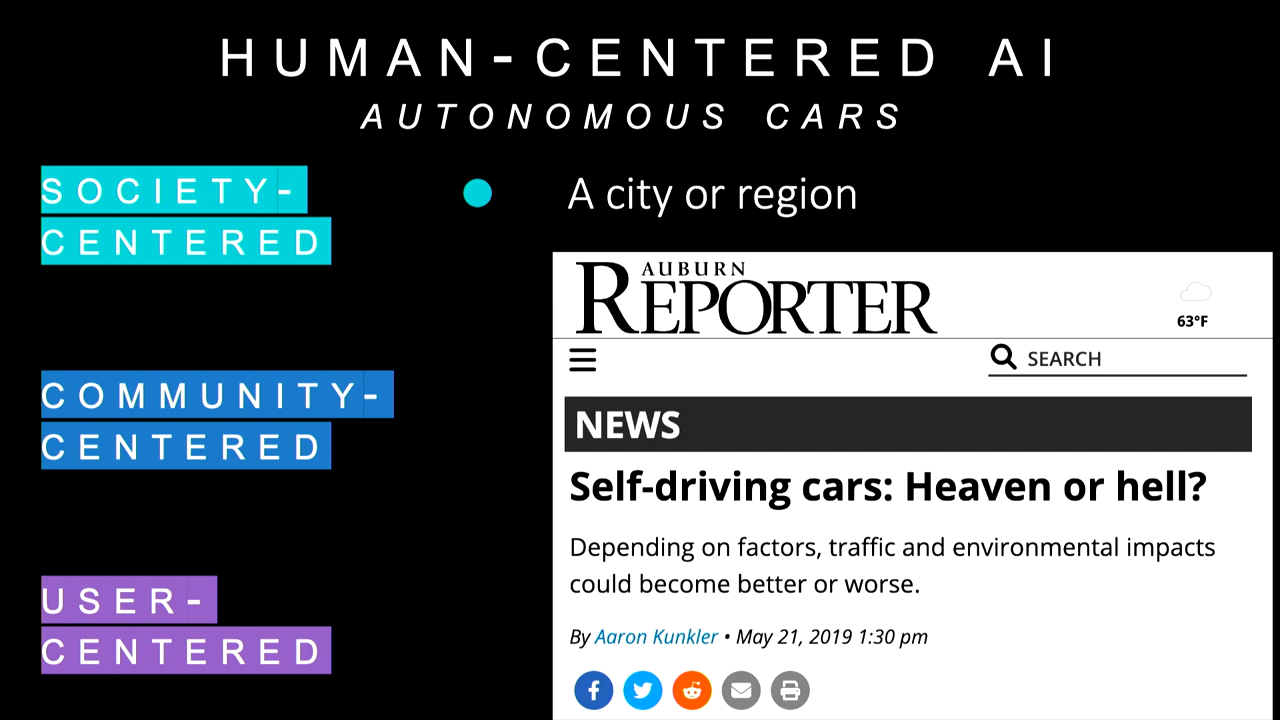 HUMAN-CENTERED AI
AUTONOMOUS CARS
SOCIETY-
CENTERED
A city or region
COMMUNITY-
CENTERED
USER-
CENTERED
AUBURN
REPORTER
63°F
SEARCH
NEWS
Self-driving cars: Heaven or hell?
Depending on factors, traffic and environmental impacts
could become better or worse.
By Aaron Kunkler • May 21, 2019 1:30 pm